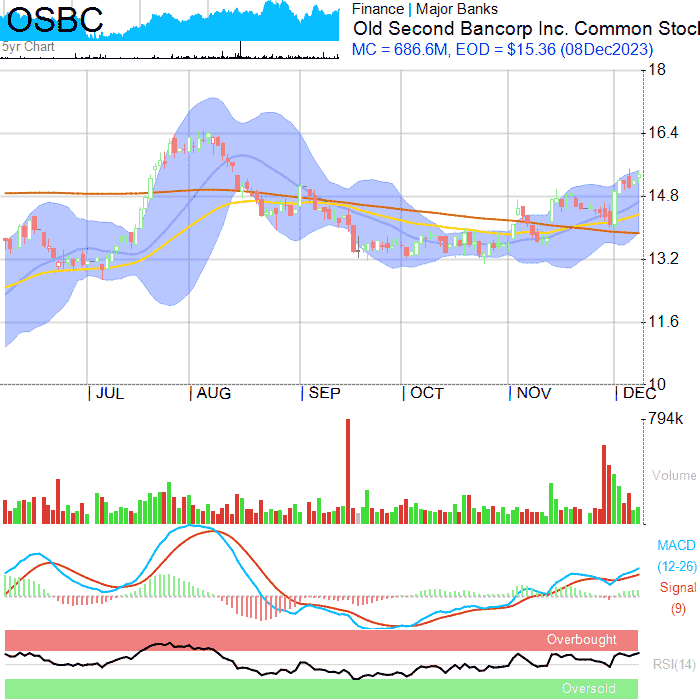 OSBC
5yr Chart
Finance | Major Banks
Old Second Bancorp Inc. Common Stoc
MC = 686.6M, EOD = $15.36 (08Dec2023)
18
16.4
14.8
13.2
11.6
10
JUL AUG SEP OCT NOV DEC
794k
Volume
MACD
(12-26)
Signal
(9)
Overbought
RSI(14)
Oversold